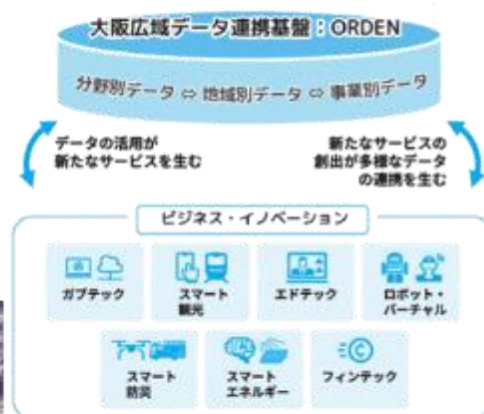 大阪広域データ連携基盤：ORDEN
分野別データ ⇔ 地域別データ ⇔ 事業別データ
データの活用が
新たなサービスを生む
新たなサービスの
創出が多様なデータ
の連携を生む
ビジネス・イノベーション
ガブテック
スマート
観光
エドテック
ロボット・
バーチャル
スマート
防災
スマート
エネルギー
フィンテック